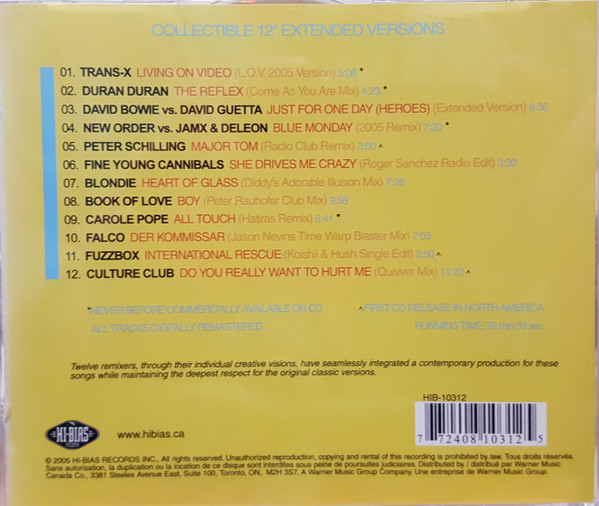 COLLECTIBLE 12" EXTENDED VERSIONS
01. TRANS-X LIVING ON VIDEO (L.O.V 2005 Version) 5:08 *
02. DURAN DURAN THE REFLEX (Come As You Are Mix) 4:23 *
03. DAVID BOWIE vs. DAVID GUETTA JUST FOR ONE DAY (HEROES) (Extended Version) 6:36
04. NEW ORDER vs. JAMX & DELEON BLUE MONDAY (2005 Remix) 7:20 *
05. PETER SCHILLING MAJOR TOM (Radio Club Remix) 3:00 ^
06. FINE YOUNG CANNIBALS SHE DRIVES ME CRAZY (Roger Sanchez Radio Edit) 3:30
07. BLONDIE HEART OF GLASS (Diddy's Adorable Illusion Mix) 7:26
08. BOOK OF LOVE BOY (Peter Rauhofer Club Mix) 9:58
09. CAROLE POPE ALL TOUCH (Hatiras Remix) 6:41 *
10. FALCO DER KOMMISSAR (Jason Nevins Time Warp Blaster Mix) 7:05
11. FUZZBOX INTERNATIONAL RESCUE (Koishii & Hush Single Edit) 3:50 ^
12. CULTURE CLUB DO YOU REALLY WANT TO HURT ME (Quivver Mix) 11:23 ^
*NEVER BEFORE COMMERCIALLY AVAILABLE ON CD ^FIRST CD RELEASE IN NORTH AMERICA
ALL TRACKS DIGITALLY REMASTERED RUNNING TIME: 76 min 39 sec
Twelve remixers, through their individual creative visions, have seamlessly integrated a contemporary production for these
songs while maintaining the deepest respect for the original classic versions.
HIB-10312
HI-BIAS
www.hibias.ca
7 72408 10312 5
© 2005 HI-BIAS RECORDS INC., All rights reserved. Unauthorized reproduction, copying and rental of this recording is prohibited by law. Tous droits réservés.
Sans autorisation, la duplication ou la location de ce disque sont interdites sous peine de poursuites judiciaires. Distributed by / distribué par Warner Music
Canada Co., 3381 Steeles Avenue East, Suite 100, Toronto, ON, M2H 3S7. A Warner Music Group Company. Une entreprise de Warner Music Group.